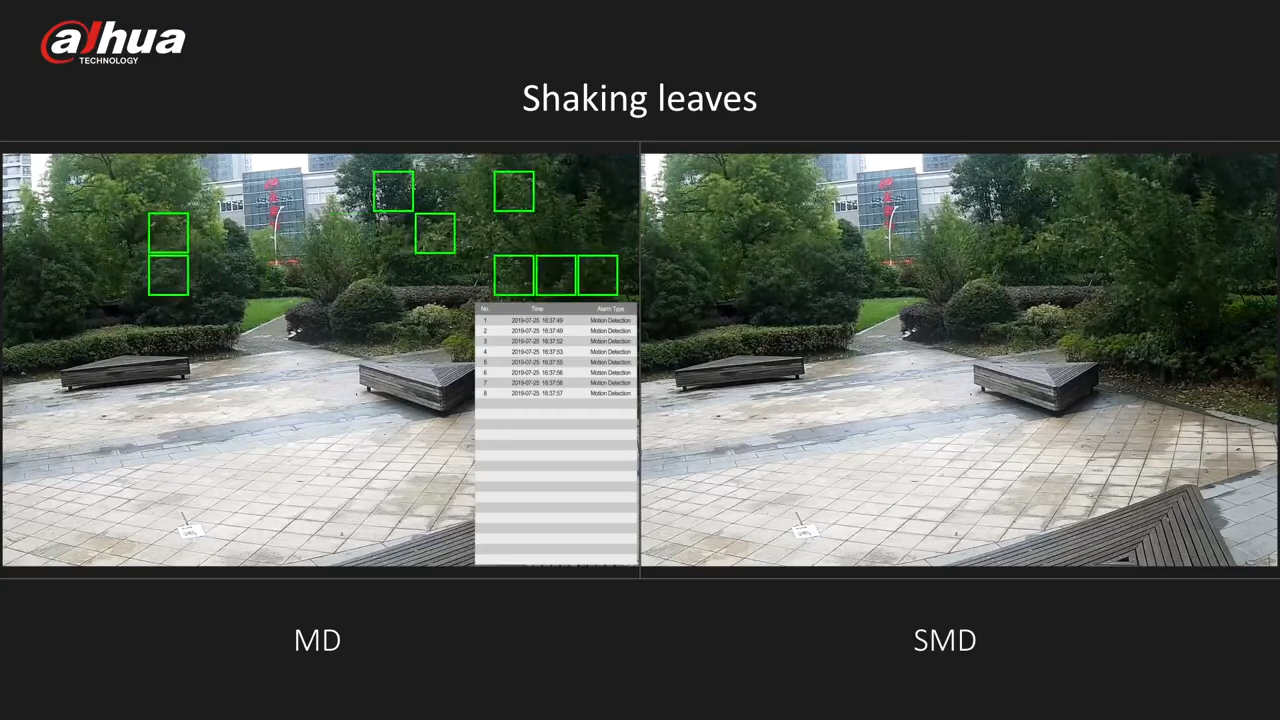 alhua
TECHNOLOGY
Shaking leaves
No. Time Alarm Type
1 2019-07-25 16:37:49 Motion Detection
2 2019-07-25 16:37:49 Motion Detection
3 2019-07-25 16:37:52 Motion Detection
4 2019-07-25 16:37:53 Motion Detection
5 2019-07-25 16:37:55 Motion Detection
6 2019-07-25 16:37:56 Motion Detection
7 2019-07-25 16:37:56 Motion Detection
8 2019-07-25 16:37:57 Motion Detection
MD
SMD